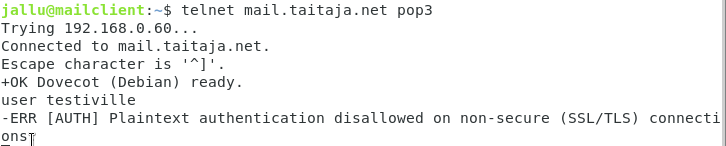 jallu@mailclient:~$ telnet mail.taitaja.net pop3
Trying 192.168.0.60...
Connected to mail.taitaja.net.
Escape character is '^]'.
+OK Dovecot (Debian) ready.
user testiville
-ERR [AUTH] Plaintext authentication disallowed on non-secure (SSL/TLS) connecti
ons.